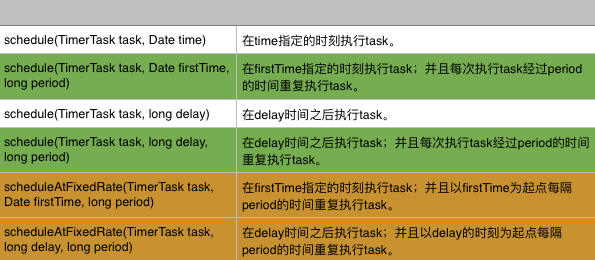 schedule(TimerTask task, Date time)
在time指定的时刻执行task。
schedule(TimerTask task, Date firstTime,
long period)
在firstTime指定的时刻执行task；并且每次执行task经过period
的时间重复执行task。
schedule(TimerTask task, long delay)
在delay时间之后执行task。
schedule(TimerTask task, long delay,
long period)
在delay时间之后执行task；并且每次执行task经过period的时间
重复执行task。
scheduleAtFixedRate(TimerTask task,
Date firstTime, long period)
在firstTime指定的时刻执行task；并且以firstTime为起点每隔
period的时间重复执行task。
scheduleAtFixedRate(TimerTask task,
long delay, long period)
在delay时间之后执行task；并且以delay的时刻为起点每隔
period的时间重复执行task。